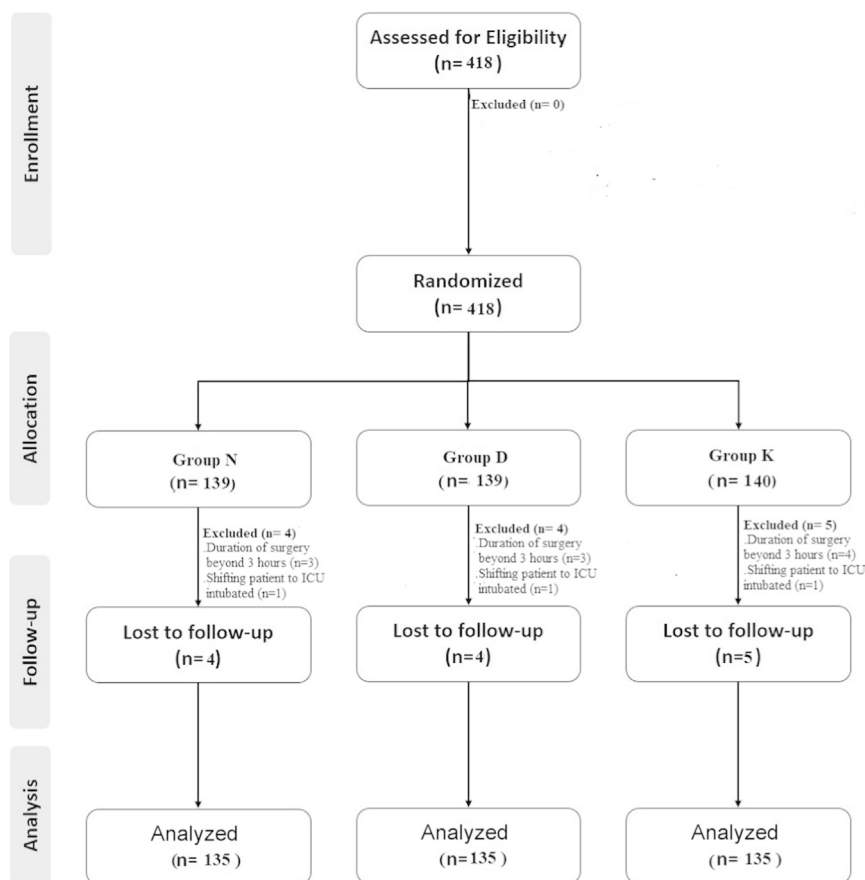 Enrollment
Assessed for Eligibility
(n= 418)
Excluded (n= 0)
Randomized
(n= 418)
Allocation
Group N
(n= 139)
Group D
(n= 139)
Group K
(n= 140)
Excluded (n= 4)
.Duration of surgery
beyond 3 hours (n=3)
.Shifting patient to ICU
intubated (n=1)
Excluded (n= 4)
.Duration of surgery
beyond 3 hours (n=3)
.Shifting patient to ICU
intubated (n=1)
Excluded (n= 5)
.Duration of surgery
beyond 3 hours (n=4)
.Shifting patient to ICU
intubated (n=1)
Follow-up
Lost to follow-up
(n= 4)
Lost to follow-up
(n=4)
Lost to follow-up
(n=5)
Analysis
Analyzed
(n= 135)
Analyzed
(n=135)
Analyzed
(n= 135)